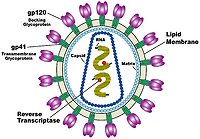 gp120
Docking
Glycoprotein
gp41
Transmembrane
Glycoprotein
RNA
Capsid
Lipid
Membrane
Matrix
Reverse
Transcriptase